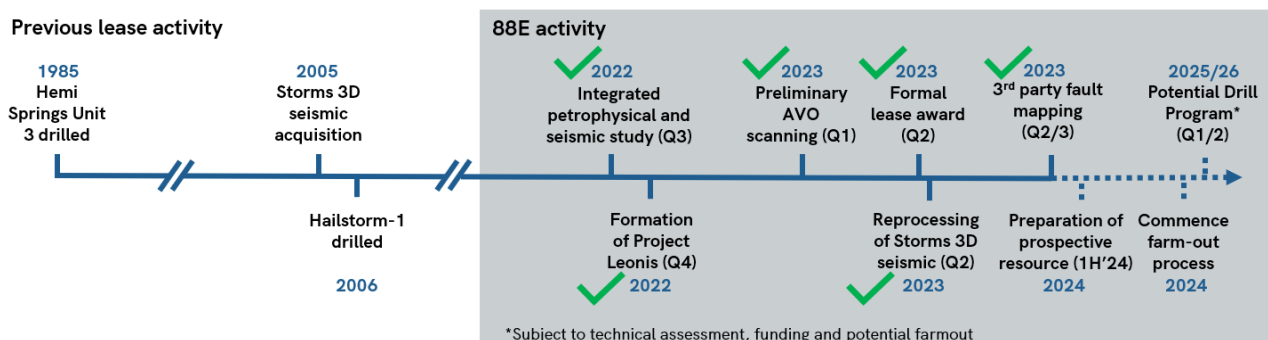 Previous lease activity
88E activity
1985
Hemi
Springs Unit
3 drilled
2005
Storms 3D
seismic
acquisition
2022
Integrated
petrophysical and
seismic study (Q3)
2023
Preliminary
AVO
scanning (Q1)
2023
Formal
lease award
(Q2)
2023
3rd party fault
mapping
(Q2/3)
2025/26
Potential Drill
Program*
(Q1/2)
Hailstorm-1
drilled
2006
Formation
of Project
Leonis (Q4)
2022
Reprocessing
of Storms 3D
seismic (Q2)
2023
Preparation of
prospective
resource (1H'24)
2024
Commence
farm-out
process
2024
*Subject to technical assessment, funding and potential farmout